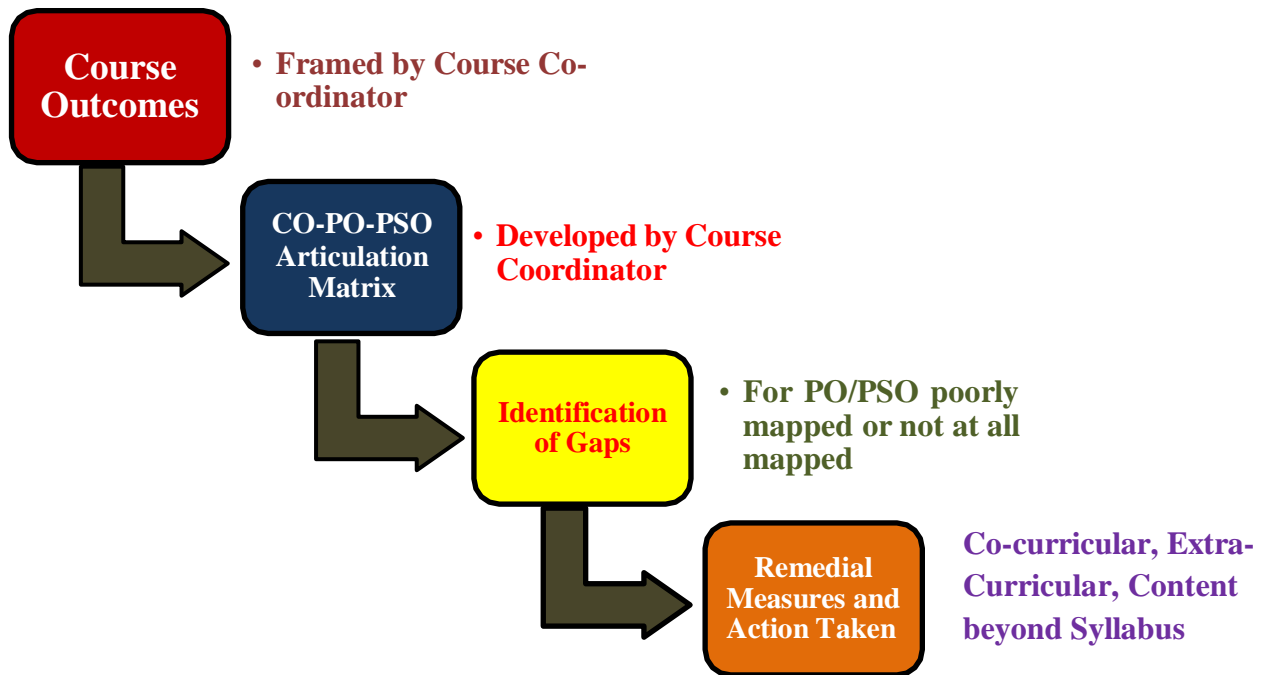 Course
Outcomes
• Framed by Course Co-
ordinator
CO-PO-PSO
Articulation
Matrix
• Developed by Course
Coordinator
Identification
of Gaps
• For PO/PSO poorly
mapped or not at all
mapped
Remedial
Measures and
Action Taken
Co-curricular, Extra-
Curricular, Content
beyond Syllabus